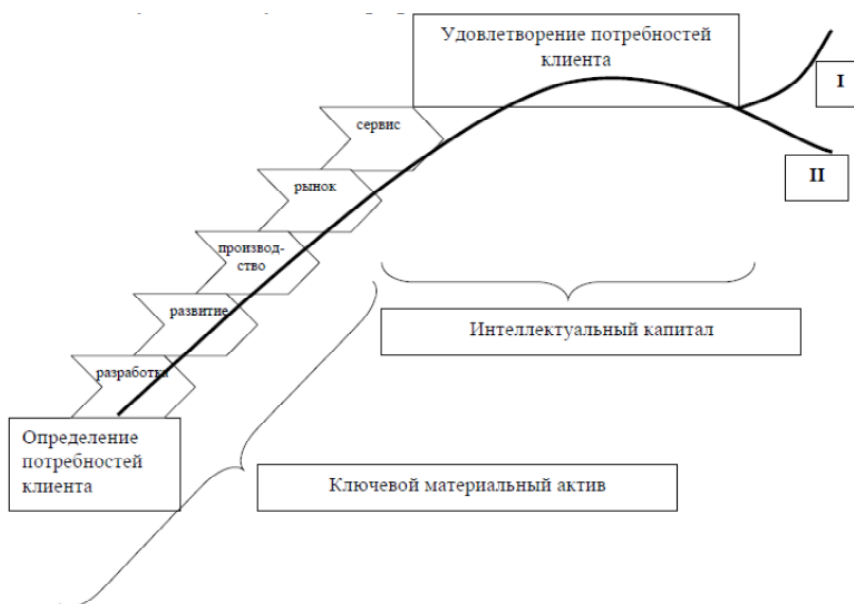 Удовлетворение потребностей
клиента
I
сервис
II
рынок
производ-
ство
развитие
Интеллектуальный капитал
разработка
Определение
потребностей
клиента
Ключевой материальный актив